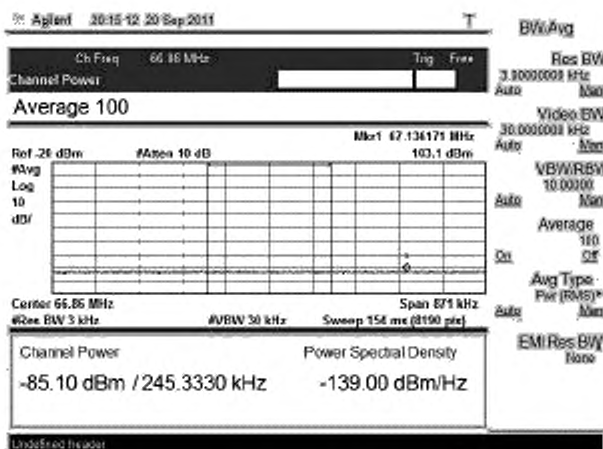 Agilent 20:15:12 20 Sep 2011 T
Ch Freq 66.86 MHz Trig Free
Channel Power
Average 100
Mkr1 67.136171 MHz
Ref -20 dBm #Atten 10 dB 103.1 dBm
#Avg
Log
10
dB/
Center 66.86 MHz Span 871 kHz
#Res BW 3 kHz #VBW 30 kHz Sweep 154 ms (8190 pts)
Channel Power Power Spectral Density
-85.10 dBm / 245.3330 kHz -139.00 dBm/Hz
Undefined header
BW/Avg
Res BW
3.00000000 kHz
Auto Man
Video BW
30.0000000 kHz
Auto Man
VBW/RBW
10.00000
Auto Man
Average
100
On Off
Avg Type
Pwr (RMS)
Auto Man
EMI Res BW
None